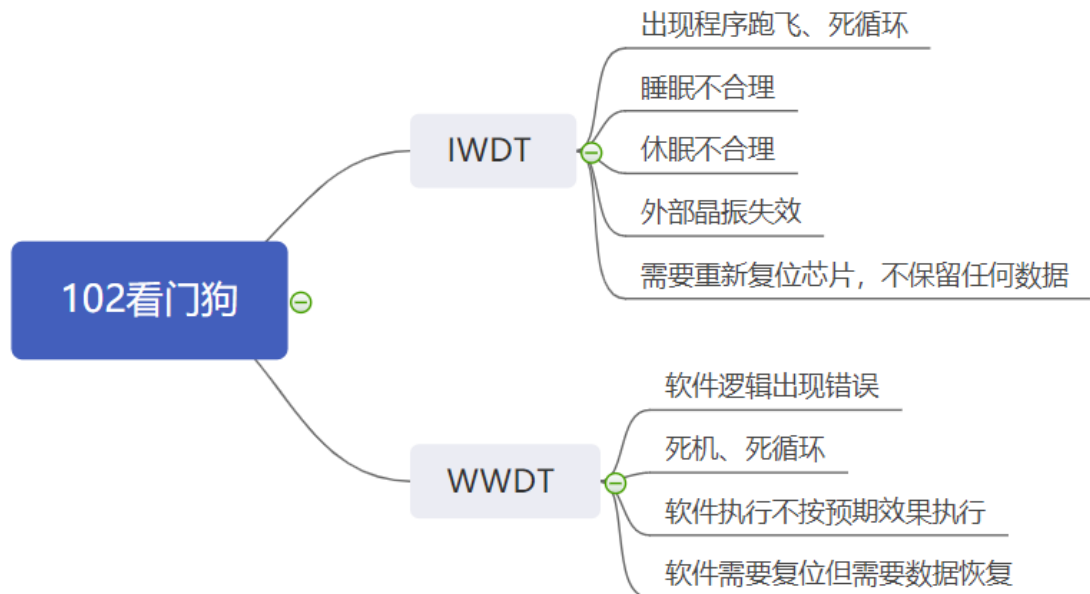 102看门狗
IWDT
出现程序跑飞、死循环
睡眠不合理
休眠不合理
外部晶振失效
需要重新复位芯片，不保留任何数据
WWDT
软件逻辑出现错误
死机、死循环
软件执行不按预期效果执行
软件需要复位但需要数据恢复